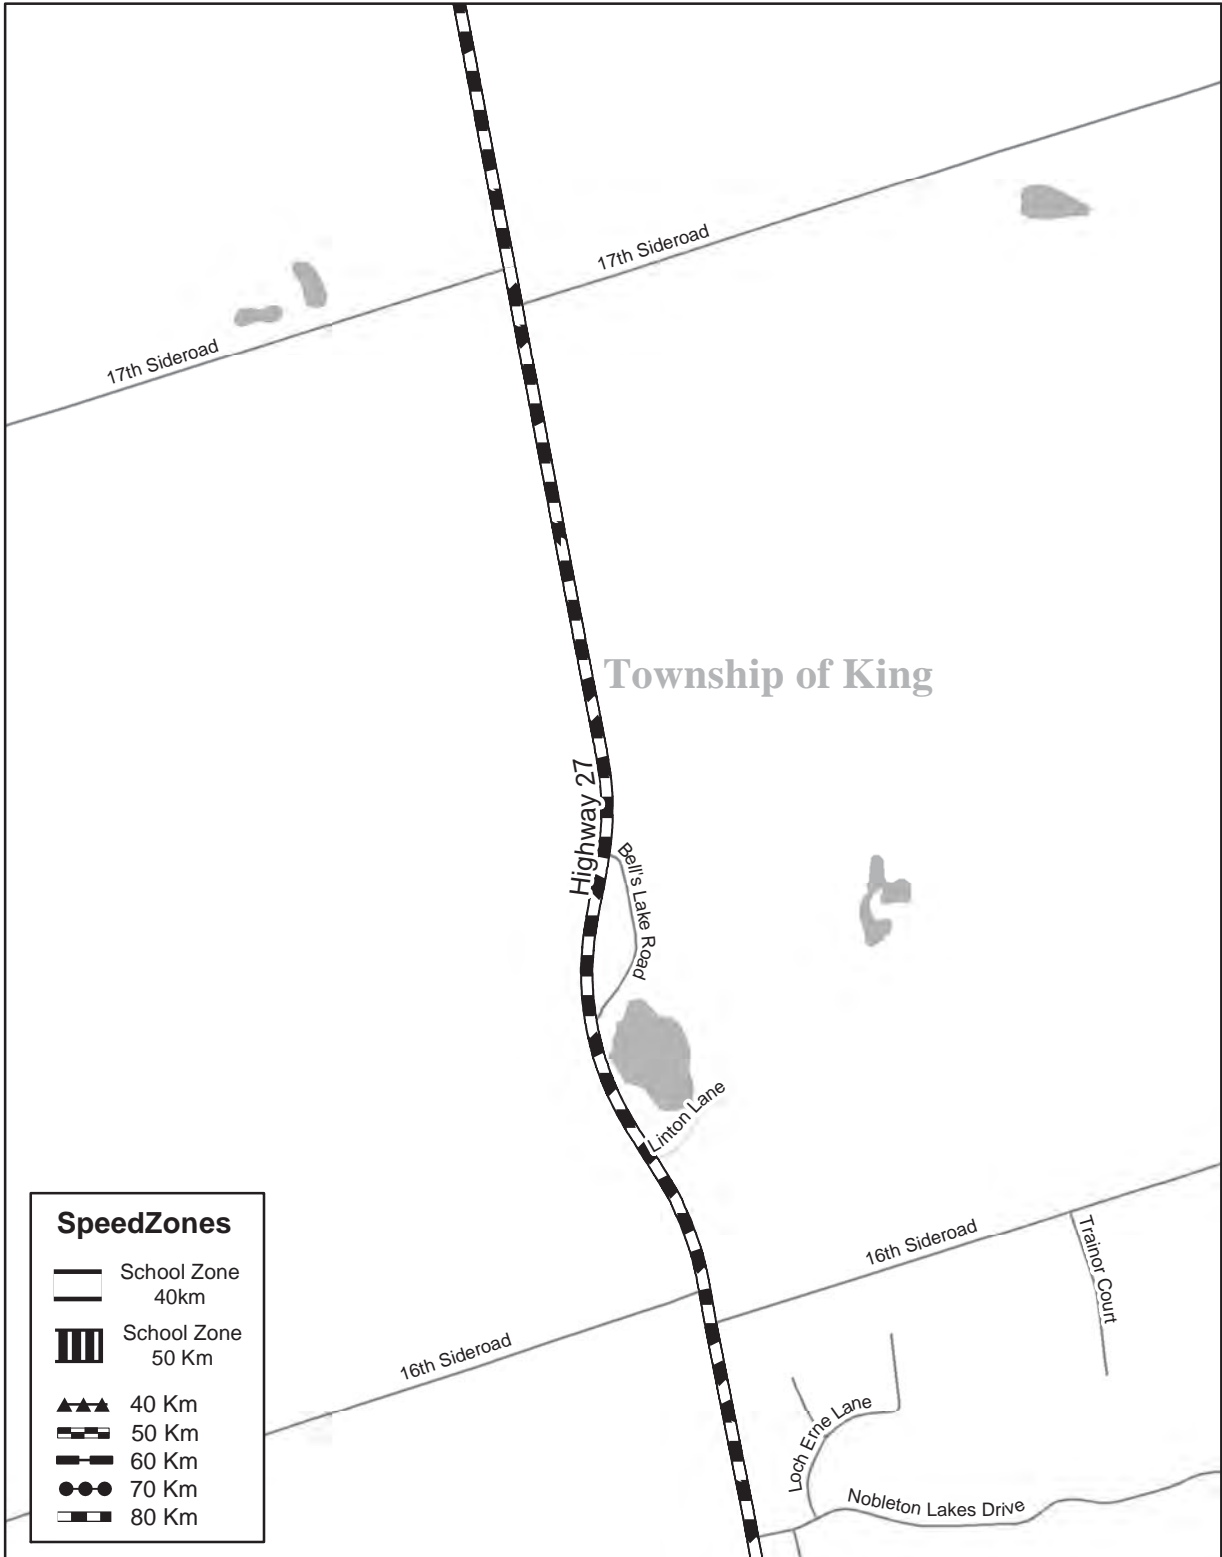 17th Sideroad
17th Sideroad
Township of King
Highway 27
Bell's Lake Road
Linton Lane
16th Sideroad
Trainor Court
16th Sideroad
Loch Erne Lane
Nobleton Lakes Drive
SpeedZones
School Zone
40km
School Zone
50 Km
40 Km
50 Km
60 Km
70 Km
80 Km